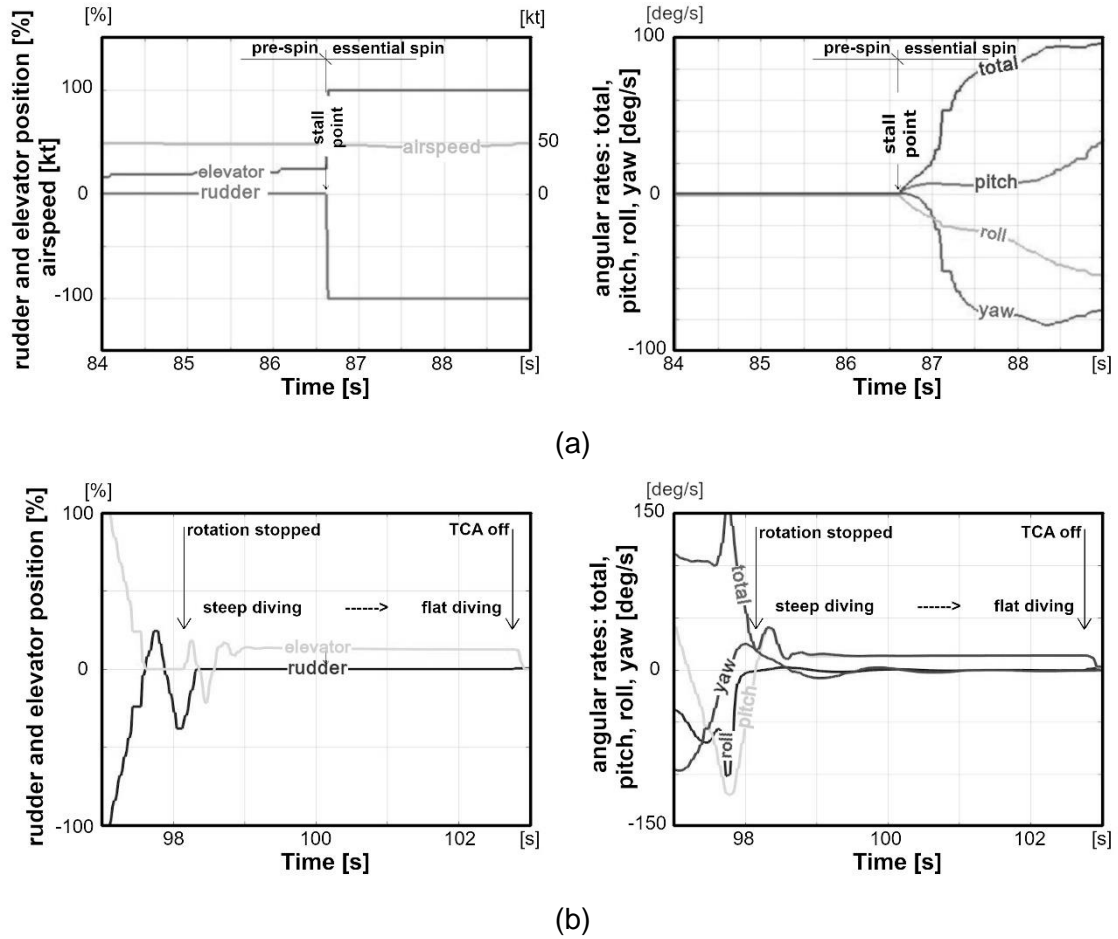 [%]
[kt]
rudder and elevator position [%]
airspeed [kt]
100
0
-100
50
0
pre-spin
essential spin
stall
point
airspeed
elevator
rudder
84
85
86
87
88
[s]
Time [s]
[deg/s]
angular rates: total,
pitch, roll, yaw [deg/s]
100
0
-100
pre-spin
essential spin
stall
point
total
pitch
roll
yaw
84
85
86
87
88
[s]
Time [s]
(a)
[%]
rudder and elevator position [%]
100
0
-100
rotation stopped
TCA off
steep diving
----->
flat diving
elevator
rudder
98
100
102
[s]
Time [s]
[deg/s]
angular rates: total,
pitch, roll, yaw [deg/s]
150
0
-150
rotation stopped
TCA off
steep diving
----->
flat diving
total
yaw
roll
pitch
98
100
102
[s]
Time [s]
(b)